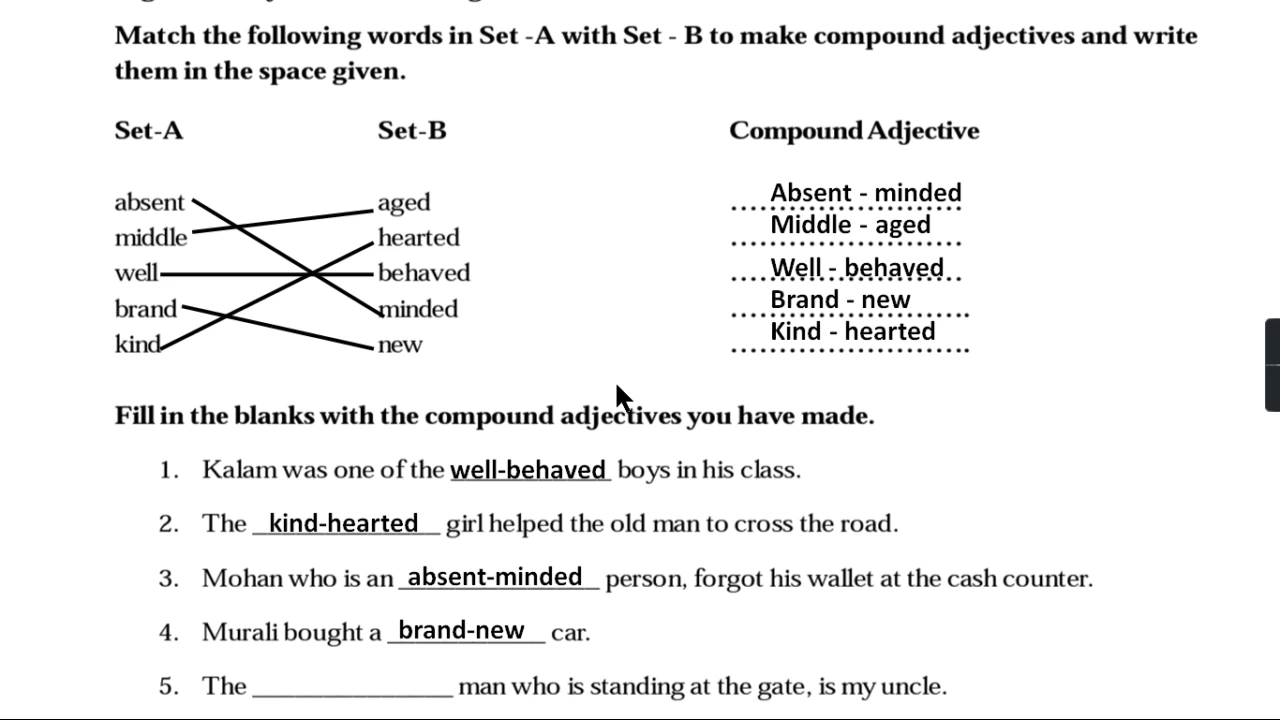 Match the following words in Set -A with Set - B to make compound adjectives and write
them in the space given.
Set-A Set-B Compound Adjective
absent aged Absent - minded
middle hearted Middle - aged
well behaved Well - behaved
brand minded Brand - new
kind new Kind - hearted
Fill in the blanks with the compound adjectives you have made.
1. Kalam was one of the well-behaved boys in his class.
2. The kind-hearted girl helped the old man to cross the road.
3. Mohan who is an absent-minded person, forgot his wallet at the cash counter.
4. Murali bought a brand-new car.
5. The ________________ man who is standing at the gate, is my uncle.